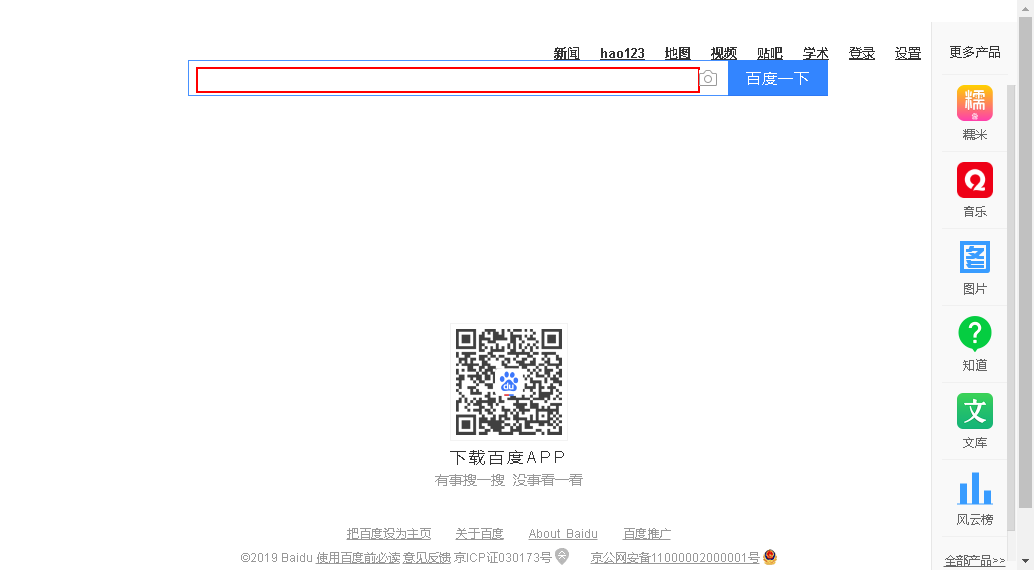 新闻 hao123 地图 视频 贴吧 学术 登录 设置 更多产品
百度一下
糯
糯米
音乐
图片
知道
文
文库
风云榜
全部产品>>
du
下载百度APP
有事搜一搜 没事看一看
把百度设为主页 关于百度 About Baidu 百度推广
©2019 Baidu 使用百度前必读 意见反馈 京ICP证030173号 京公网安备11000002000001号